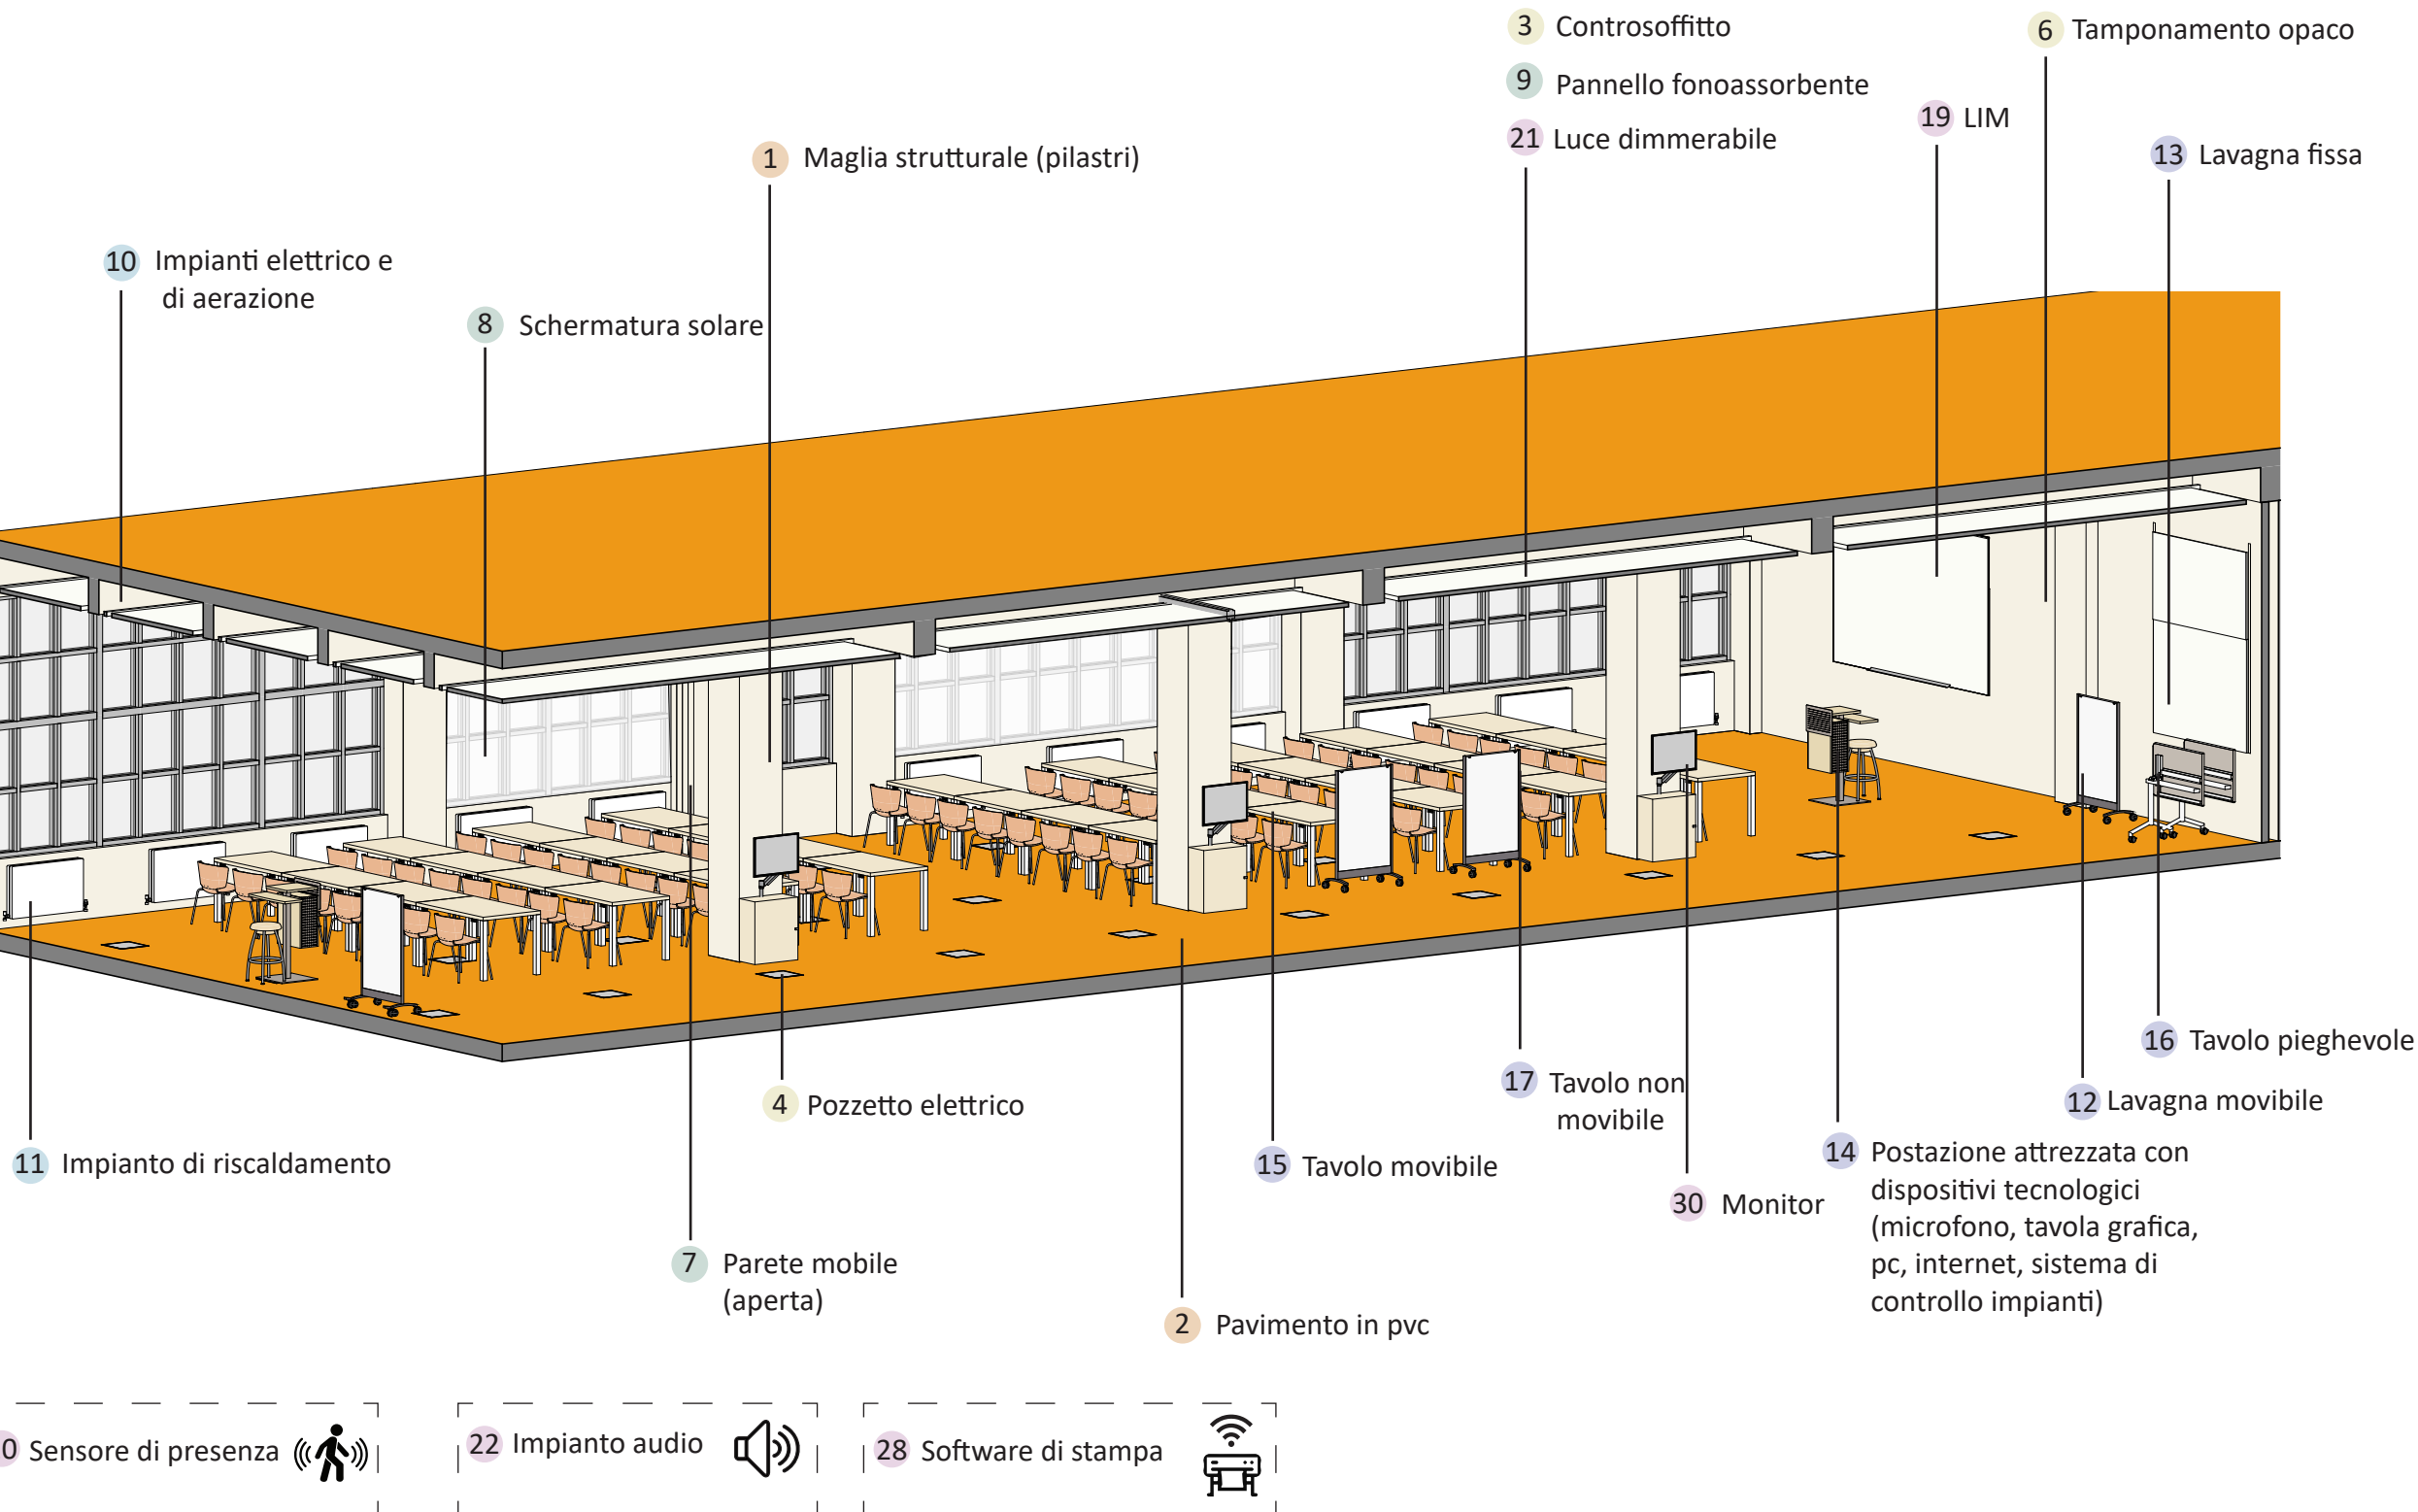 3 Controsoffitto
6 Tamponamento opaco
9 Pannello fonoassorbente
19 LIM
21 Luce dimmerabile
1 Maglia strutturale (pilastri)
13 Lavagna fissa
10 Impianti elettrico e
di aerazione
8 Schermatura solare
16 Tavolo pieghevole
17 Tavolo non
movibile
4 Pozzetto elettrico
12 Lavagna movibile
11 Impianto di riscaldamento
15 Tavolo movibile
14 Postazione attrezzata con
dispositivi tecnologici
(microfono, tavola grafica,
pc, internet, sistema di
controllo impianti)
30 Monitor
7 Parete mobile
(aperta)
2 Pavimento in pvc
0 Sensore di presenza
22 Impianto audio
28 Software di stampa